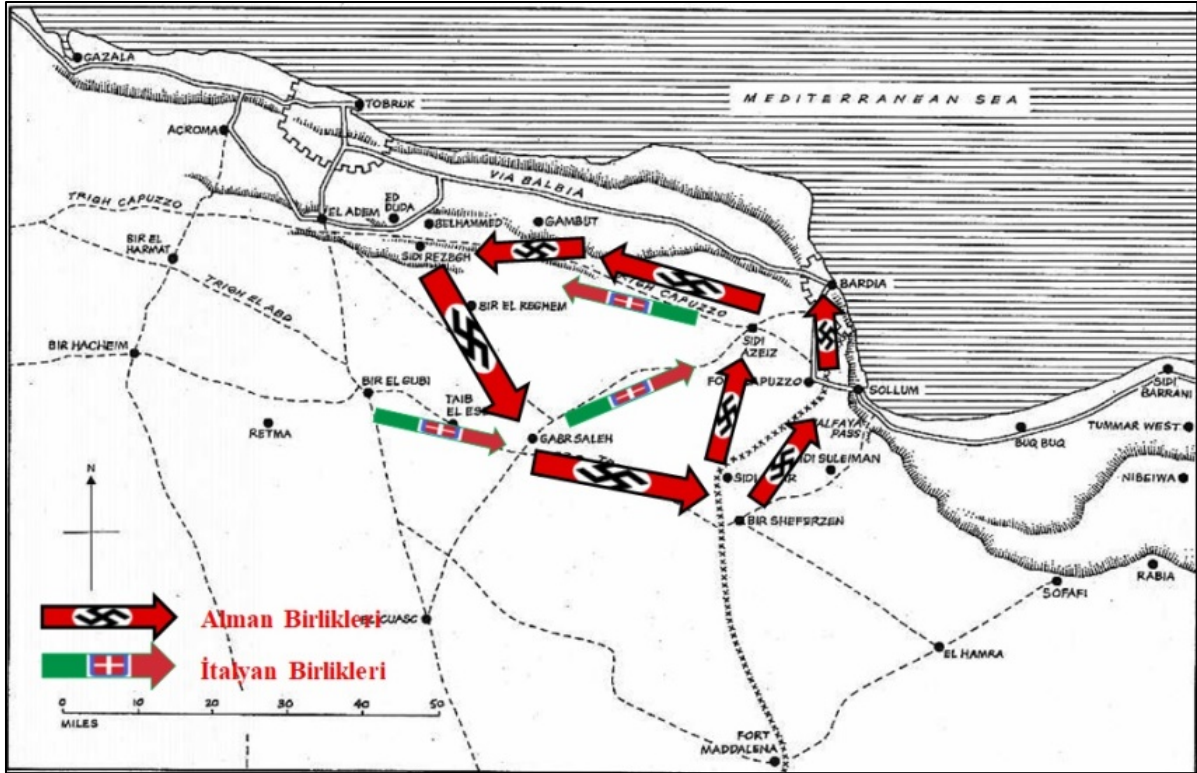 GAZALA
TOBRUK
MEDITERRANEAN SEA
ACROMA
VIA BALBIA
TRIGH CAPUZZO
EL ADEM
ED DUDA
BELHAMMED
GAMBUT
BIR EL HARMAT
SIDI REZEGH
TRIGH CAPUZZO
BARDIA
TRIGH EL ABD
BIR EL REGHEM
SIDI AZEIZ
BIR HACHEIM
SOLLUM
SIDI BARRANI
BIR EL GUBI
TAIB
RETMA
GABR SALEH
PASS
BUQ BUQ
TUMMAR WEST
SULEIMAN
NIBEIWA
BIR SHEFERZEN
N
SOFAFI
RABIA
Alman Birlikleri
EL HAMRA
İtalyan Birlikleri
0 10 20 30 40 50
MILES
FORT MADDALENA